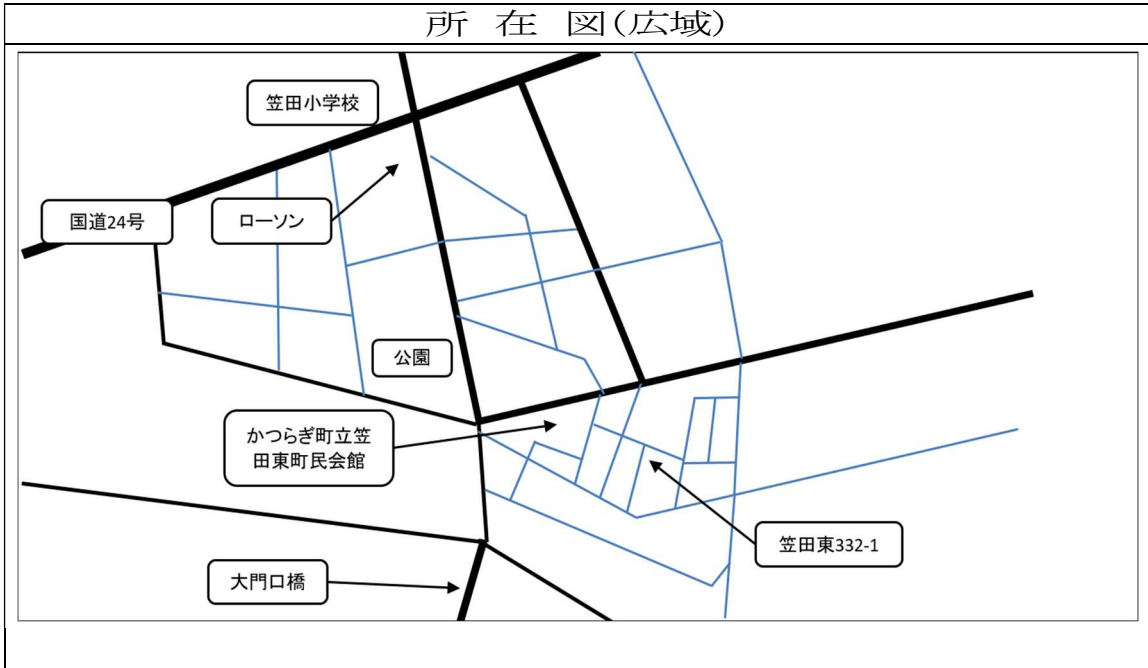 所 在 図(広域)
笠田小学校
国道24号
ローソン
公園
かつらぎ町立笠
田東町民会館
笠田東332-1
大門口橋